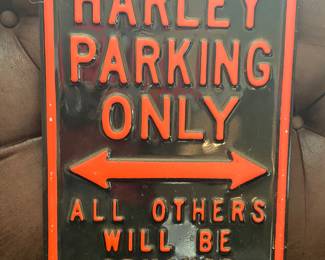 HARLEY
PARKING
ONLY
ALL OTHERS
WILL BE